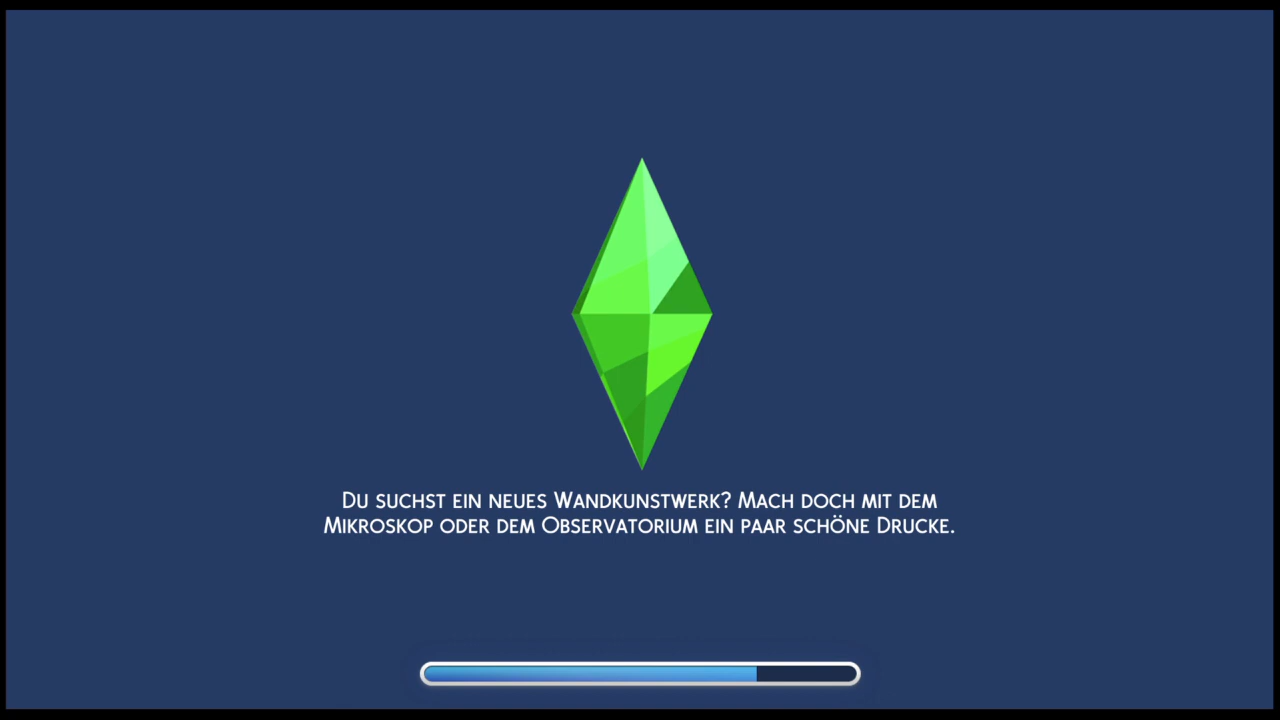 Du suchst ein neues Wandkunstwerk? Mach doch mit dem
Mikroskop oder dem Observatorium ein paar schöne Drucke.